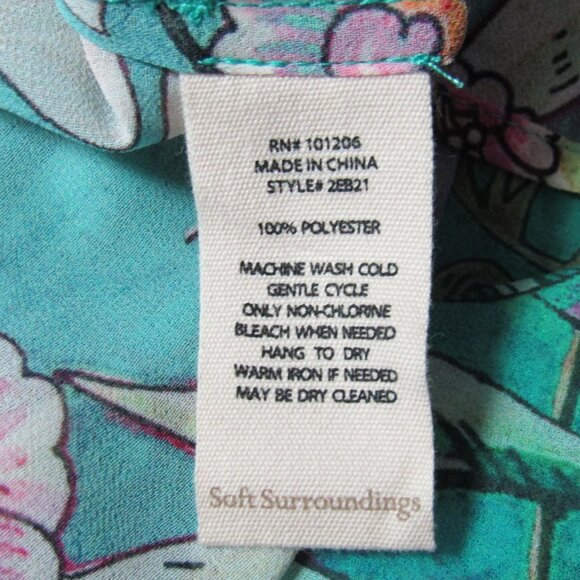 RN# 101206
MADE IN CHINA
STYLE# 2EB21
100% POLYESTER
MACHINE WASH COLD
GENTLE CYCLE
ONLY NON-CHLORINE
BLEACH WHEN NEEDED
HANG TO DRY
WARM IRON IF NEEDED
MAY BE DRY CLEANED
Soft Surroundings